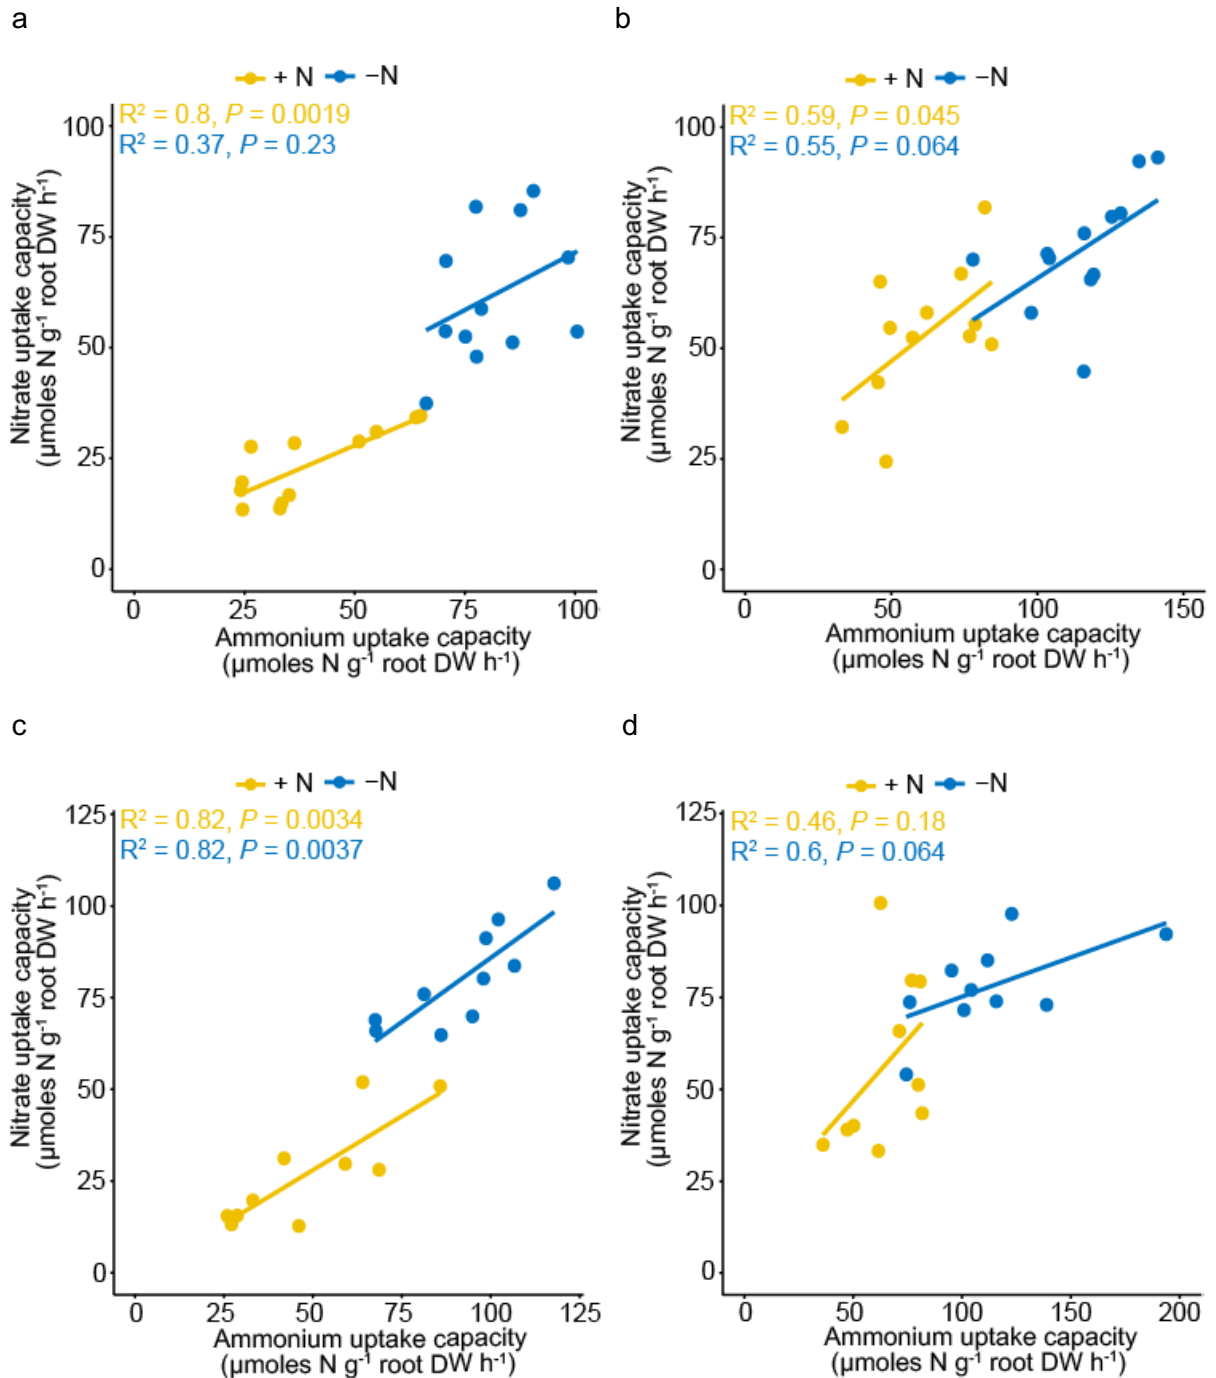 a
+ N −N
R² = 0.8, P = 0.0019
R² = 0.37, P = 0.23
Nitrate uptake capacity
(µmoles N g⁻¹ root DW h⁻¹)
100
75
50
25
0
0 25 50 75 100
Ammonium uptake capacity
(µmoles N g⁻¹ root DW h⁻¹)
b
+ N −N
R² = 0.59, P = 0.045
R² = 0.55, P = 0.064
Nitrate uptake capacity
(µmoles N g⁻¹ root DW h⁻¹)
100
75
50
25
0
0 50 100 150
Ammonium uptake capacity
(µmoles N g⁻¹ root DW h⁻¹)
c
+ N −N
R² = 0.82, P = 0.0034
R² = 0.82, P = 0.0037
Nitrate uptake capacity
(µmoles N g⁻¹ root DW h⁻¹)
125
100
75
50
25
0
0 25 50 75 100 125
Ammonium uptake capacity
(µmoles N g⁻¹ root DW h⁻¹)
d
+ N −N
R² = 0.46, P = 0.18
R² = 0.6, P = 0.064
Nitrate uptake capacity
(µmoles N g⁻¹ root DW h⁻¹)
125
100
75
50
25
0
0 50 100 150 200
Ammonium uptake capacity
(µmoles N g⁻¹ root DW h⁻¹)